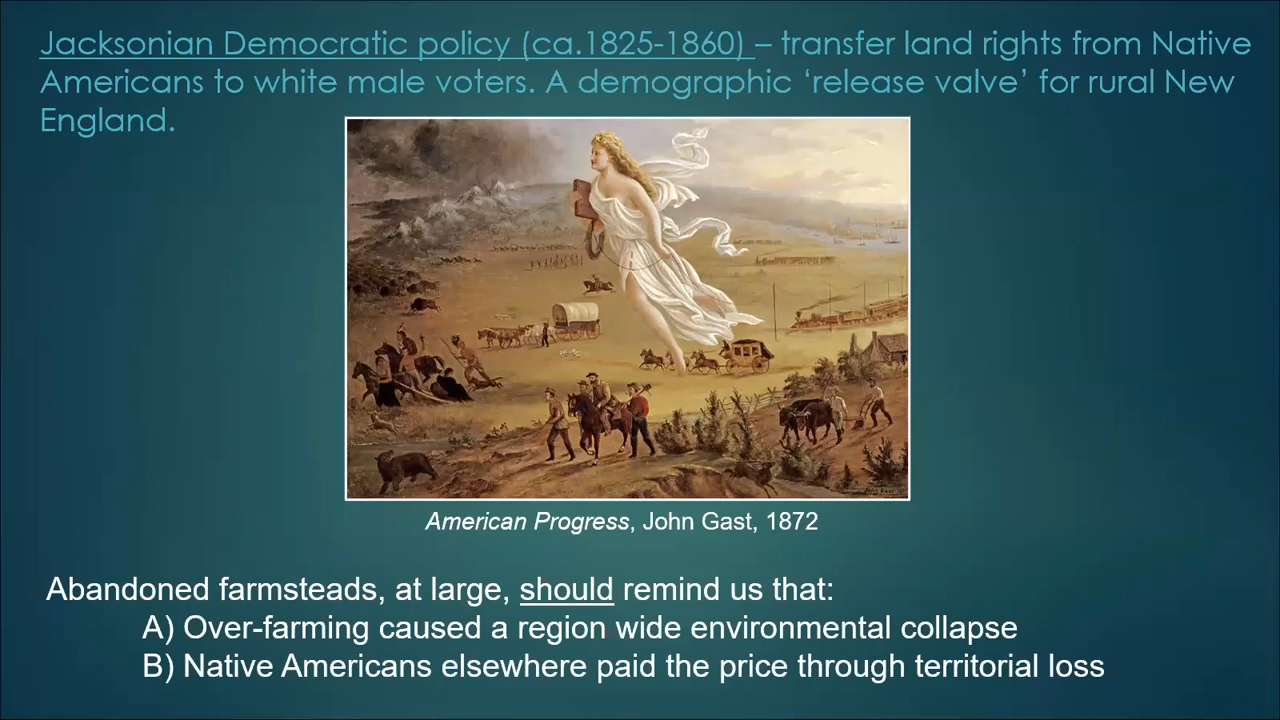 Jacksonian Democratic policy (ca.1825-1860) – transfer land rights from Native
Americans to white male voters. A demographic ‘release valve’ for rural New
England.
American Progress, John Gast, 1872
Abandoned farmsteads, at large, should remind us that:
A) Over-farming caused a region wide environmental collapse
B) Native Americans elsewhere paid the price through territorial loss